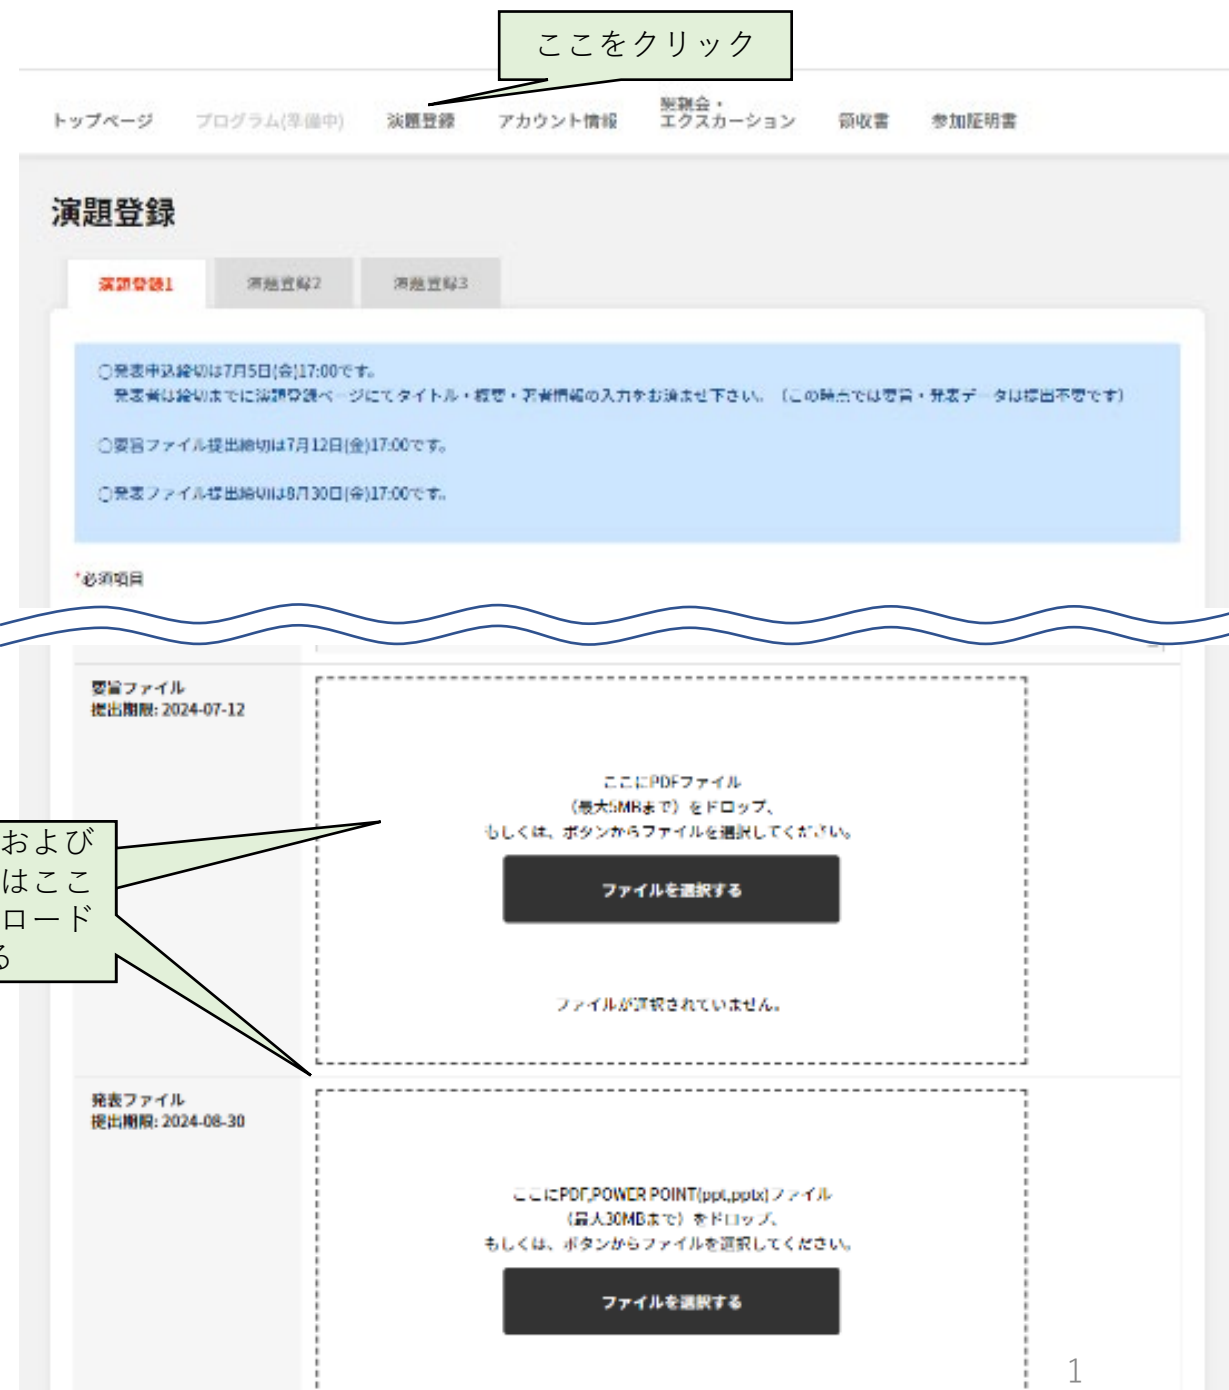 ここをクリック
トップページ プログラム(準備中) 演題登録 アカウント情報 懇親会・エクスカーション 領収書 参加証明書
演題登録
演題登録1 演題登録2 演題登録3
○発表申込締切は7月5日(金)17:00です。
発表者は締切までに演題登録ページにてタイトル・概要・著者情報の入力をお済ませ下さい。（この時点では要旨・発表データは提出不要です）
○要旨ファイル提出締切は7月12日(金)17:00です。
○発表ファイル提出締切は8月30日(金)17:00です。
*必須項目
要旨ファイル
提出期限: 2024-07-12
ここにPDFファイル
（最大5MBまで）をドロップ、
もしくは、ボタンからファイルを選択してください。
ファイルを選択する
ファイルが選択されていません。
および
はここ
ロード
る
発表ファイル
提出期限: 2024-08-30
ここにPDF,POWER POINT(ppt,pptx)ファイル
（最大30MBまで）をドロップ、
もしくは、ボタンからファイルを選択してください。
ファイルを選択する
1